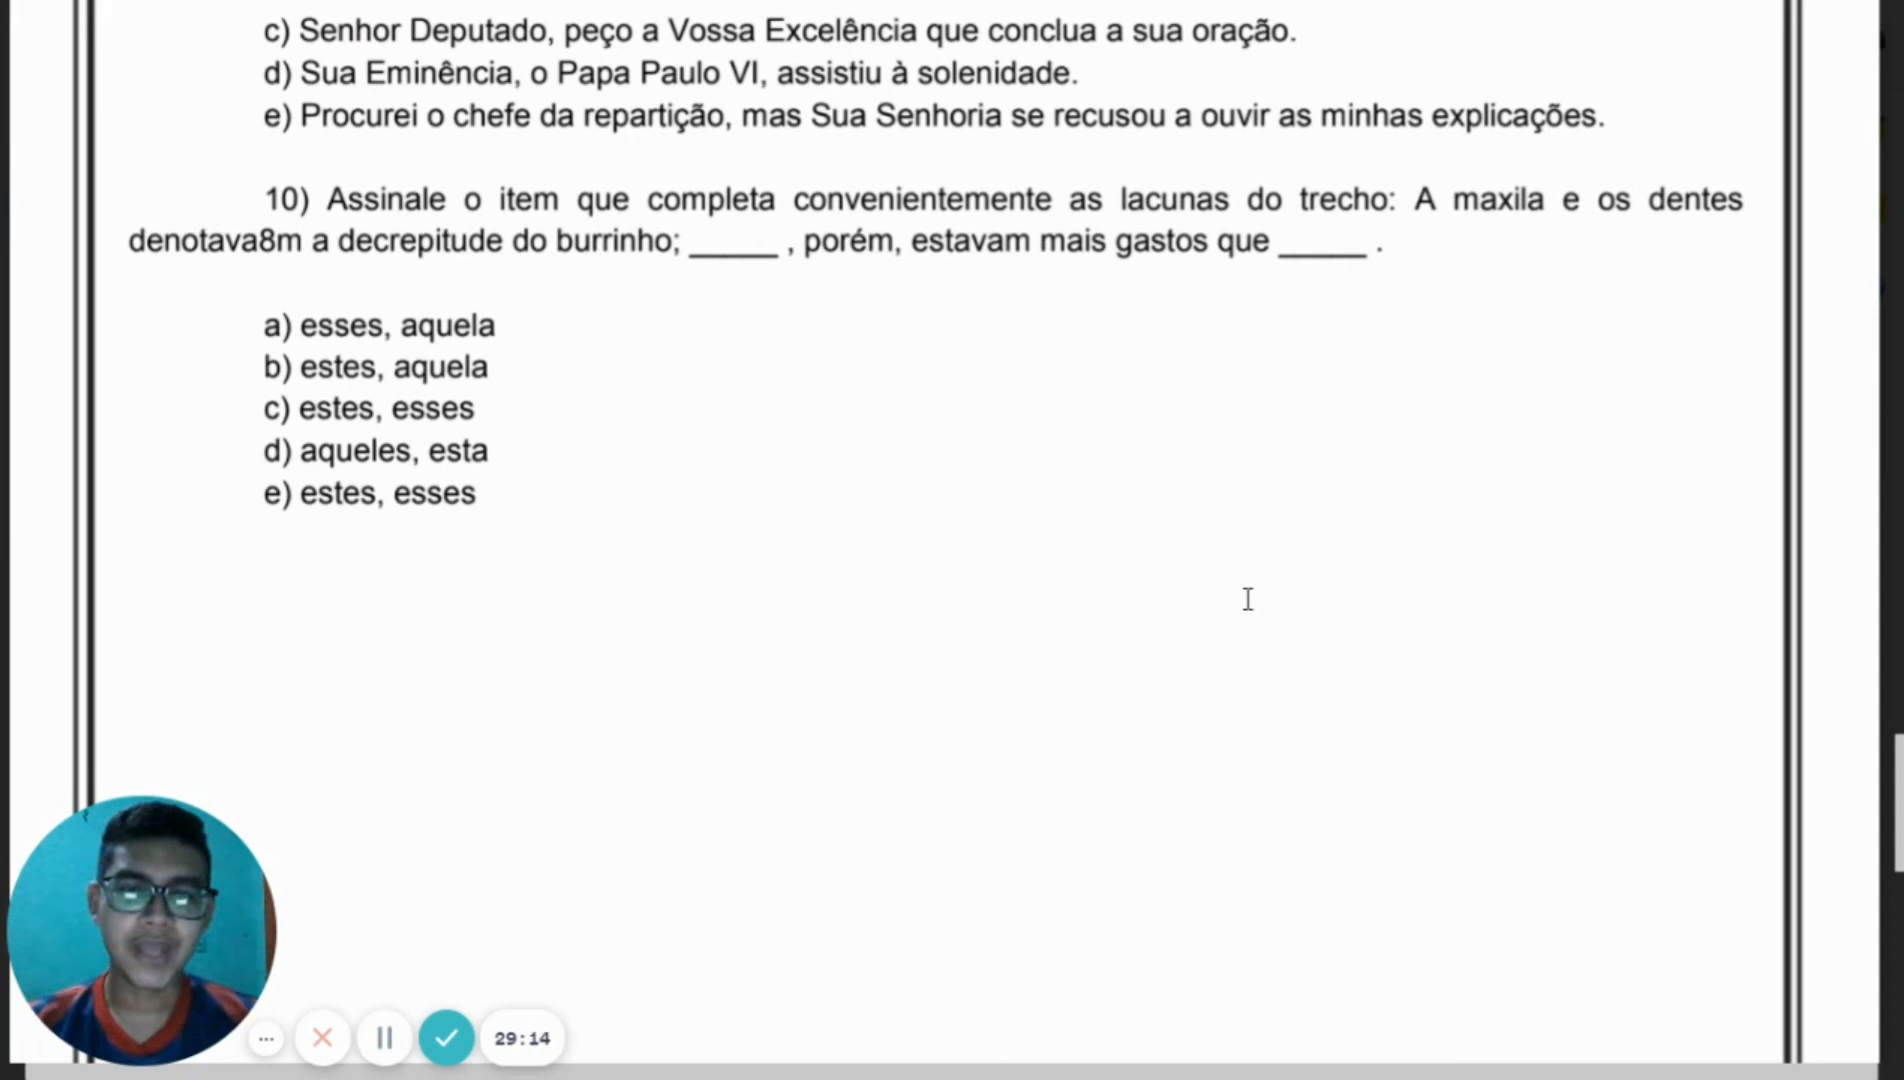 c) Senhor Deputado, peço a Vossa Excelência que conclua a sua oração.
d) Sua Eminência, o Papa Paulo VI, assistiu à solenidade.
e) Procurei o chefe da repartição, mas Sua Senhoria se recusou a ouvir as minhas explicações.
10) Assinale o item que completa convenientemente as lacunas do trecho: A maxila e os dentes
denotava8m a decrepitude do burrinho; _____ , porém, estavam mais gastos que _____ .
a) esses, aquela
b) estes, aquela
c) estes, esses
d) aqueles, esta
e) estes, esses
29:14